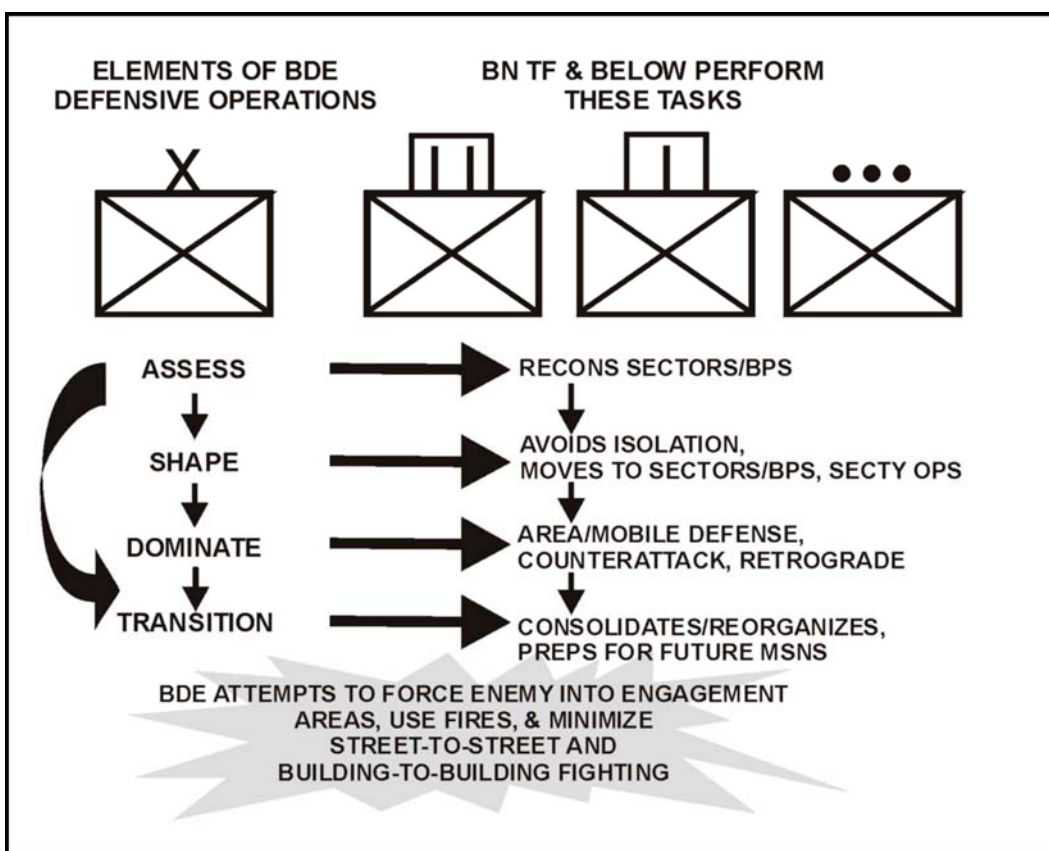 ELEMENTS OF BDE
DEFENSIVE OPERATIONS
BN TF & BELOW PERFORM
THESE TASKS
ASSESS
RECONS SECTORS/BPS
SHAPE
AVOIDS ISOLATION,
MOVES TO SECTORS/BPS, SECTY OPS
DOMINATE
AREA/MOBILE DEFENSE,
COUNTERATTACK, RETROGRADE
TRANSITION
CONSOLIDATES/REORGANIZES,
PREPS FOR FUTURE MSNS
BDE ATTEMPTS TO FORCE ENEMY INTO ENGAGEMENT
AREAS, USE FIRES, & MINIMIZE
STREET-TO-STREET AND
BUILDING-TO-BUILDING FIGHTING